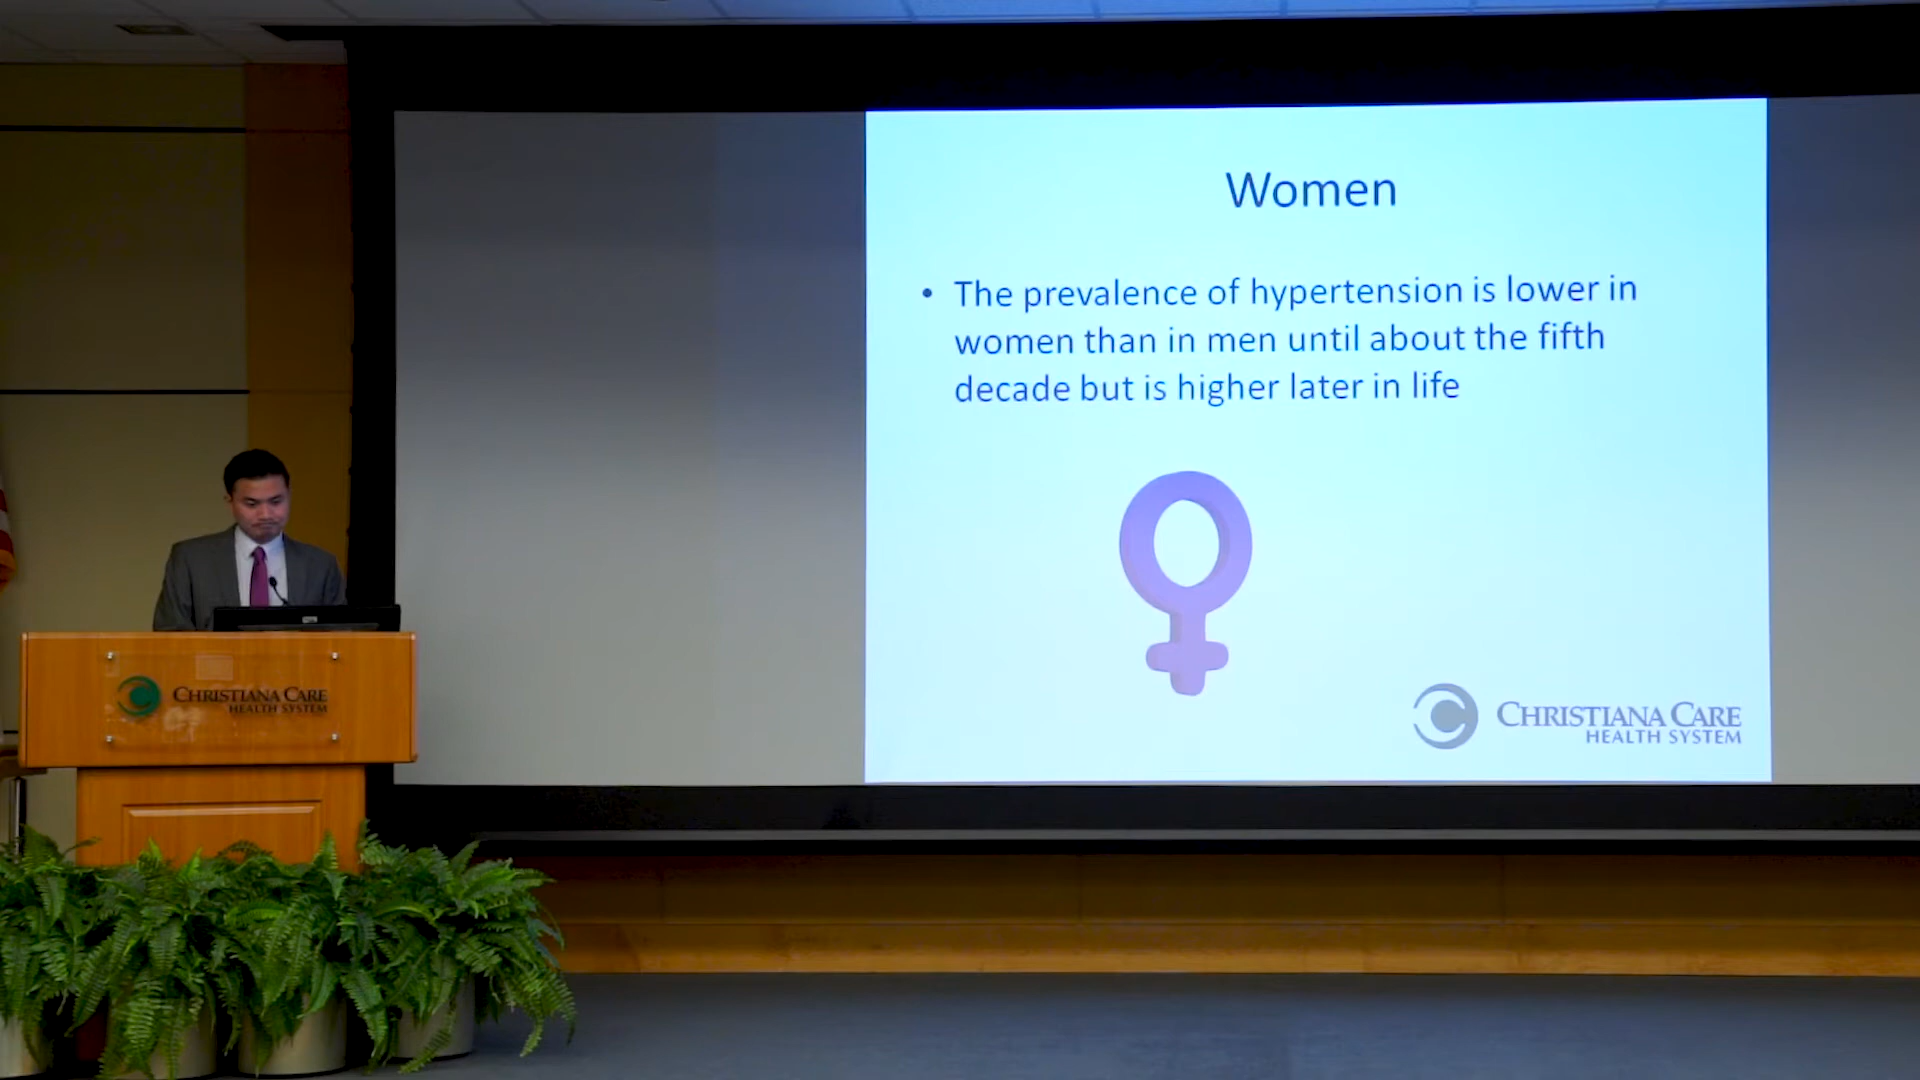 Women
• The prevalence of hypertension is lower in
women than in men until about the fifth
decade but is higher later in life
CHRISTIANA CARE
HEALTH SYSTEM
CHRISTIANA CARE
HEALTH SYSTEM